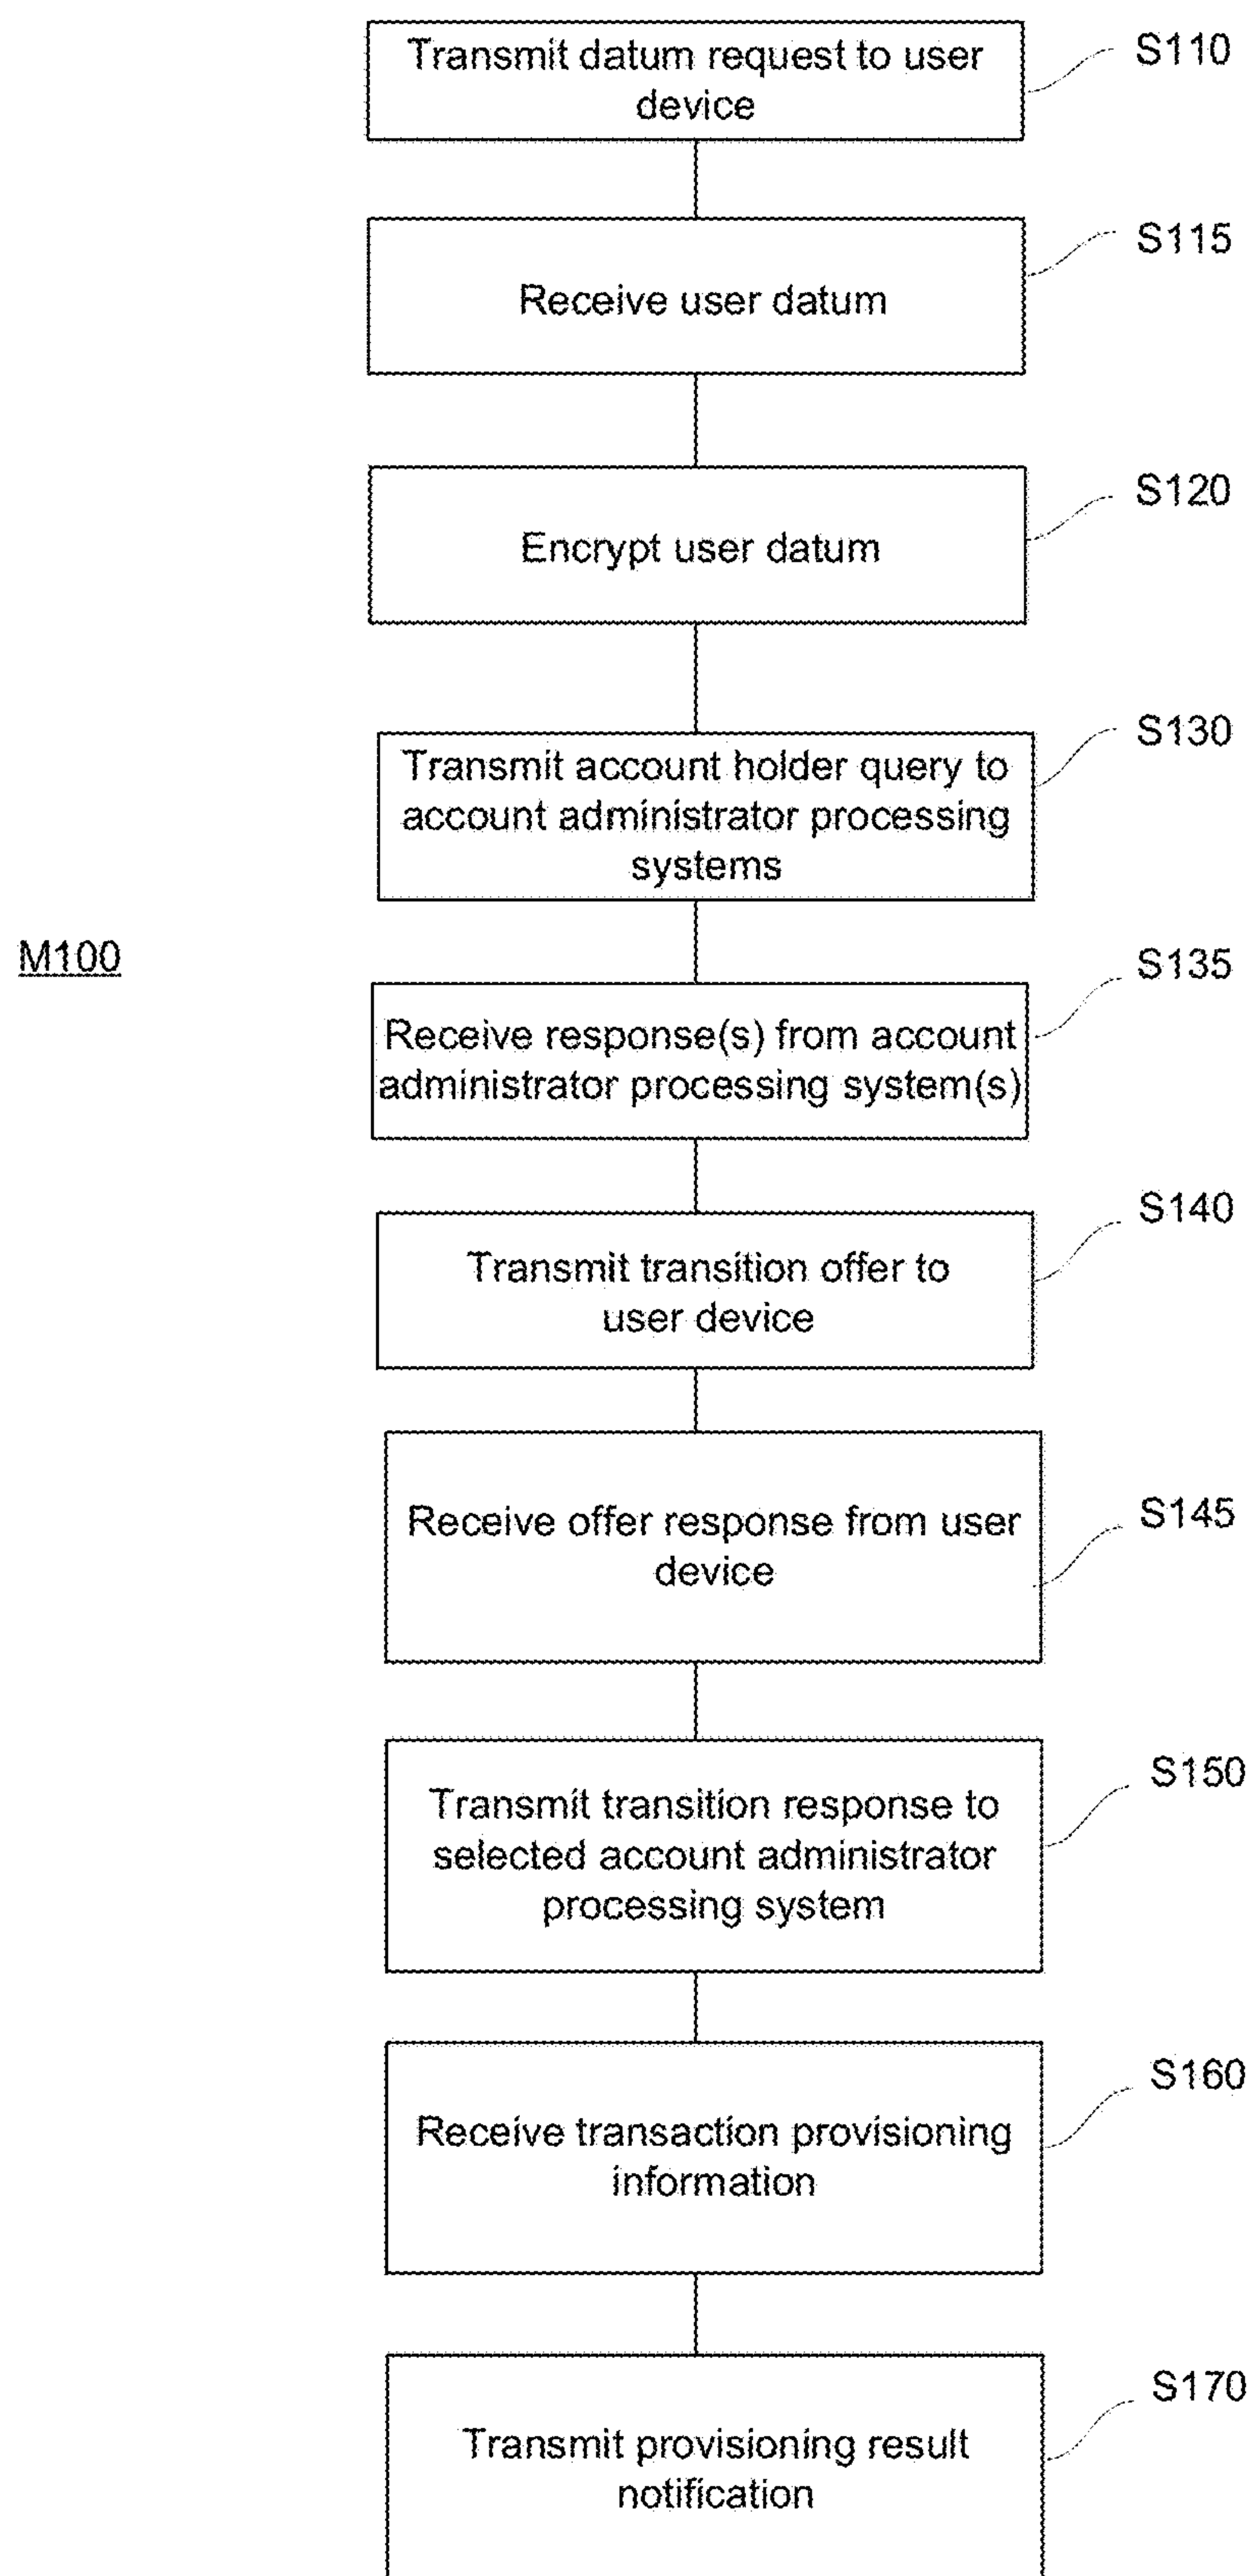 Transmit datum request to user
device
S110
Receive user datum
S115
Encrypt user datum
S120
Transmit account holder query to
account administrator processing
systems
S130
M100
Receive response(s) from account
administrator processing system(s)
S135
Transmit transition offer to
user device
S140
Receive offer response from user
device
S145
Transmit transition response to
selected account administrator
processing system
S150
Receive transaction provisioning
information
S160
Transmit provisioning result
notification
S170